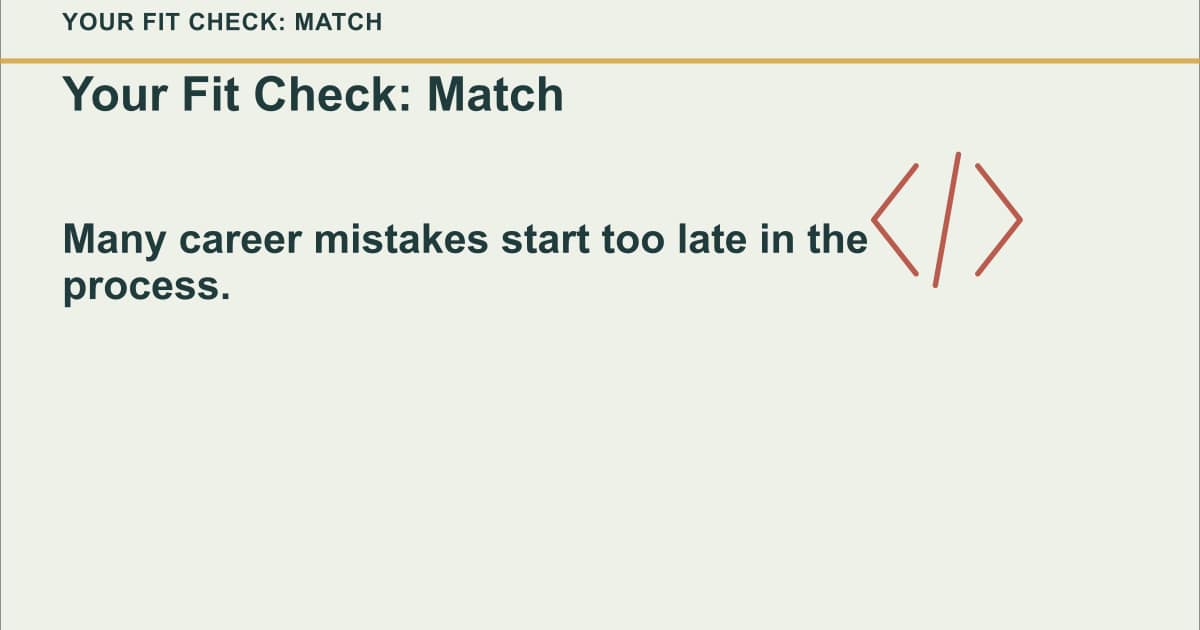 YOUR FIT CHECK: MATCH
Your Fit Check: Match
Many career mistakes start too late in the
process.